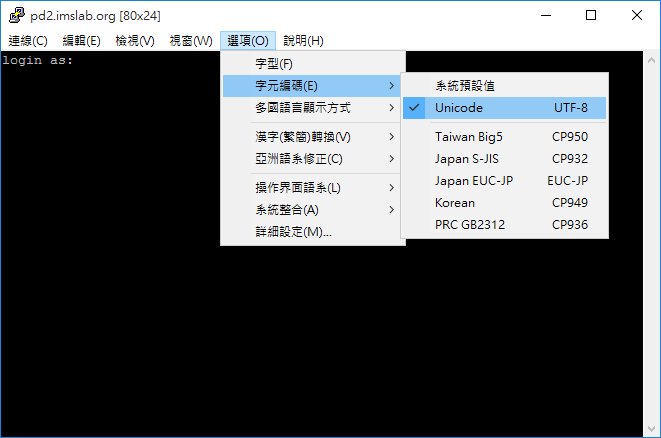 pd2.imslab.org [80x24]
連線(C) 編輯(E) 檢視(V) 視窗(W) 選項(O) 說明(H)
login as:
字型(F)
字元編碼(E)
多國語言顯示方式
漢字(繁簡)轉換(V)
亞洲語系修正(C)
操作界面語系(L)
系統整合(A)
詳細設定(M)...
系統預設值
Unicode UTF-8
Taiwan Big5 CP950
Japan S-JIS CP932
Japan EUC-JP EUC-JP
Korean CP949
PRC GB2312 CP936